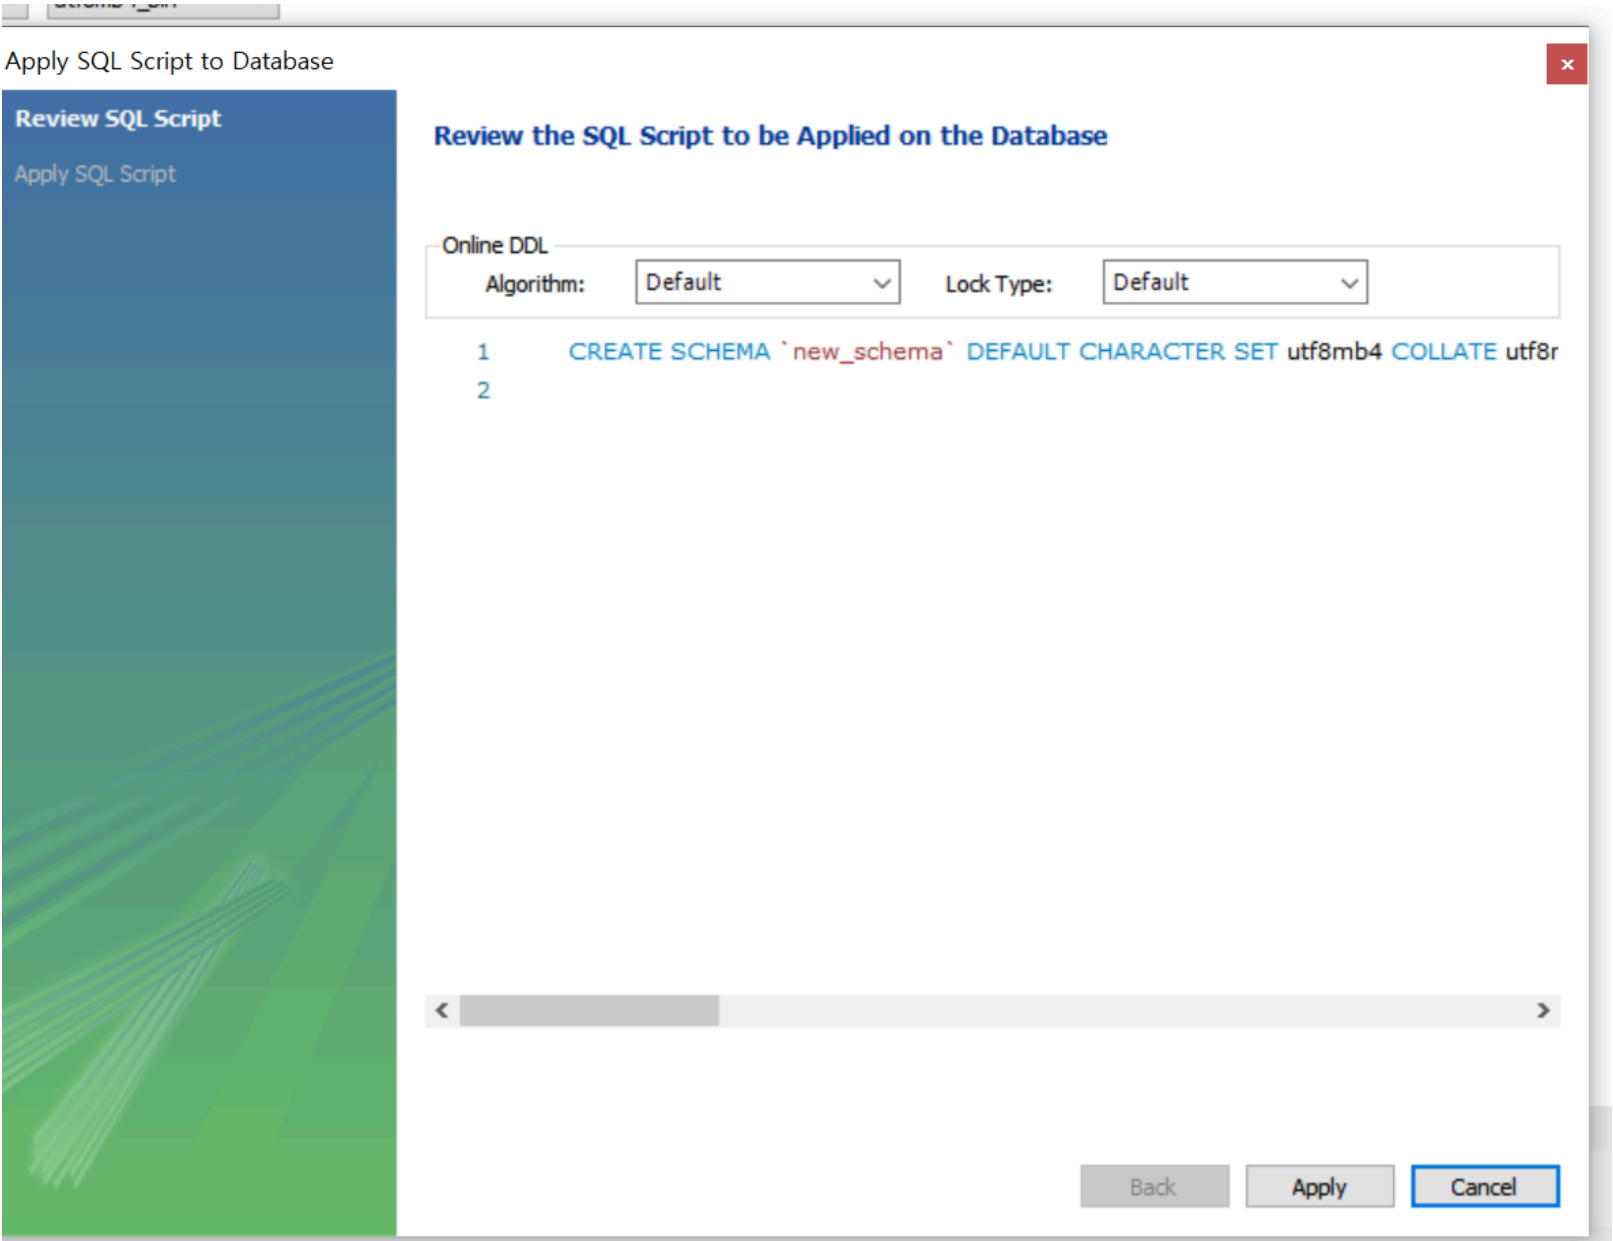 Apply SQL Script to Database
Review SQL Script
Apply SQL Script
Review the SQL Script to be Applied on the Database
Online DDL
Algorithm: Default Lock Type: Default
1 CREATE SCHEMA `new_schema` DEFAULT CHARACTER SET utf8mb4 COLLATE utf8r
2
Back Apply Cancel